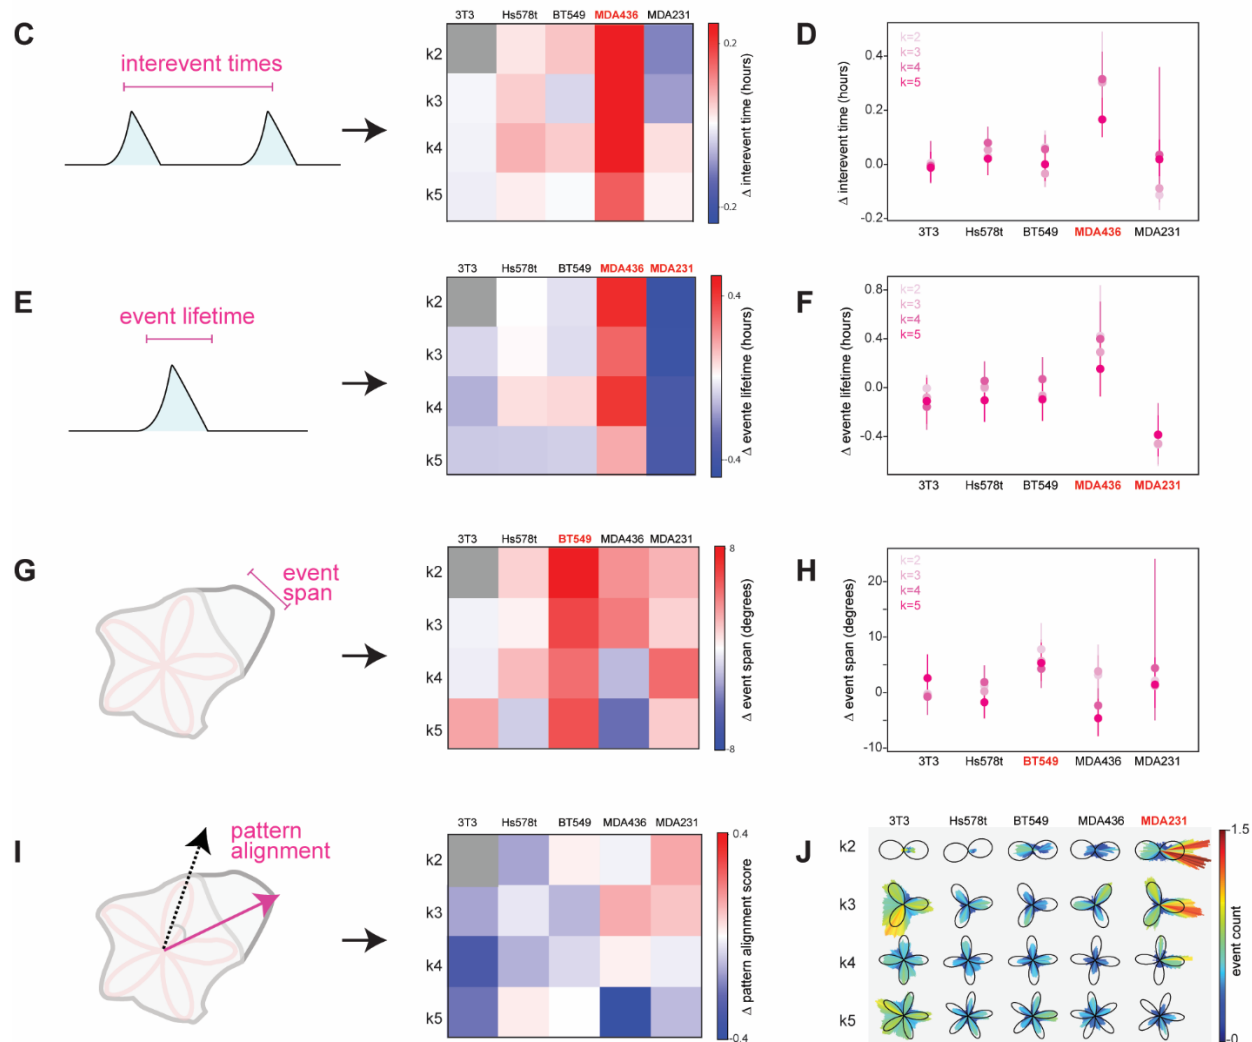 C
interevent times
3T3 Hs578t BT549 MDA436 MDA231
k2
k3
k4
k5
0.2
-0.2
Δ interevent time (hours)
D
k=2
k=3
k=4
k=5
0.4
0.2
0.0
-0.2
Δ interevent time (hours)
3T3 Hs578t BT549 MDA436 MDA231
E
event lifetime
3T3 Hs578t BT549 MDA436 MDA231
k2
k3
k4
k5
0.4
-0.4
Δ evente lifetime (hours)
F
k=2
k=3
k=4
k=5
0.8
0.4
0.0
-0.4
Δ evente lifetime (hours)
3T3 Hs578t BT549 MDA436 MDA231
G
event
span
3T3 Hs578t BT549 MDA436 MDA231
k2
k3
k4
k5
8
-8
Δ event span (degrees)
H
k=2
k=3
k=4
k=5
20
10
0
-10
Δ event span (degrees)
3T3 Hs578t BT549 MDA436 MDA231
I
pattern
alignment
3T3 Hs578t BT549 MDA436 MDA231
k2
k3
k4
k5
0.4
-0.4
Δ pattern alignment score
J
3T3 Hs578t BT549 MDA436 MDA231
k2
k3
k4
k5
1.5
0
event count